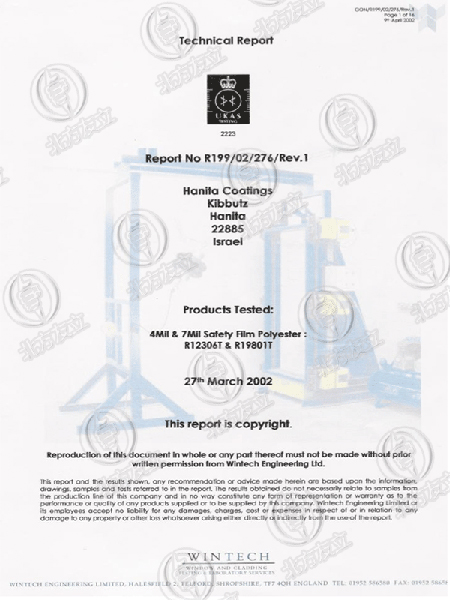 DGN/R199/02/276/Rev.1
Page 1 of 16
9th April 2002
Technical Report
UKAS
TESTING
2223
Report No R199/02/276/Rev.1
Hanita Coatings
Kibbutz
Hanita
22885
Israel
Products Tested:
4Mil & 7Mil Safety Film Polyester :
R12306T & R19801T
27th March 2002
This report is copyright.
Reproduction of this document in whole or any part thereof must not be made without prior
written permission from Wintech Engineering Ltd.
This report and the results shown, any recommendation or advice made herein are based upon the information,
drawings, samples and tests referred to in the report. The results obtained do not necessarily relate to samples from
the production line of this company and in no way constitute any form of representation or warranty as to the
performance or quality of any products supplied or to be supplied by this company. Wintech Engineering Limited or
its employees accept no liability for any damages, charges, cost or expenses in respect of or in relation to any
damage to any property or other loss whatsoever arising either directly or indirectly from the use of the report.
WINTECH
WINDOW AND CLADDING
WINTECH ENGINEERING LIMITED, HALESFIELD 2, TELFORD, SHROPSHIRE, TF7 4QH ENGLAND TEL: 01952 586580 FAX: 01952 5865